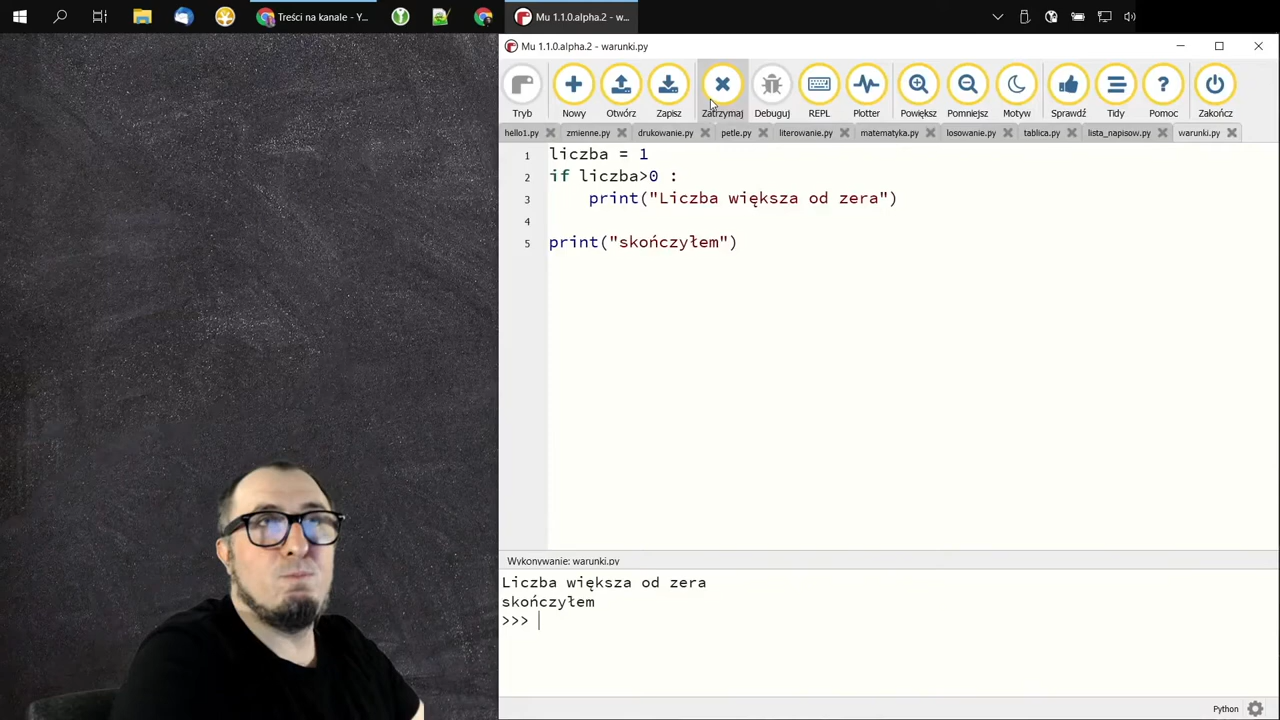 Treści na kanale - Y...
Mu 1.1.0.alpha.2 - w...
Mu 1.1.0.alpha.2 - warunki.py
Tryb Nowy Otwórz Zapisz Zatrzymaj Debuguj REPL Plotter Powiększ Pomniejsz Motyw Sprawdź Tidy Pomoc Zakończ
hello1.py zmienne.py drukowanie.py petle.py literowanie.py matematyka.py losowanie.py tablica.py lista_napisow.py warunki.py
1 liczba = 1
2 if liczba>0 :
3 print("Liczba większa od zera")
4
5 print("skończyłem")
Wykonywanie: warunki.py
Liczba większa od zera
skończyłem
>>>
Python